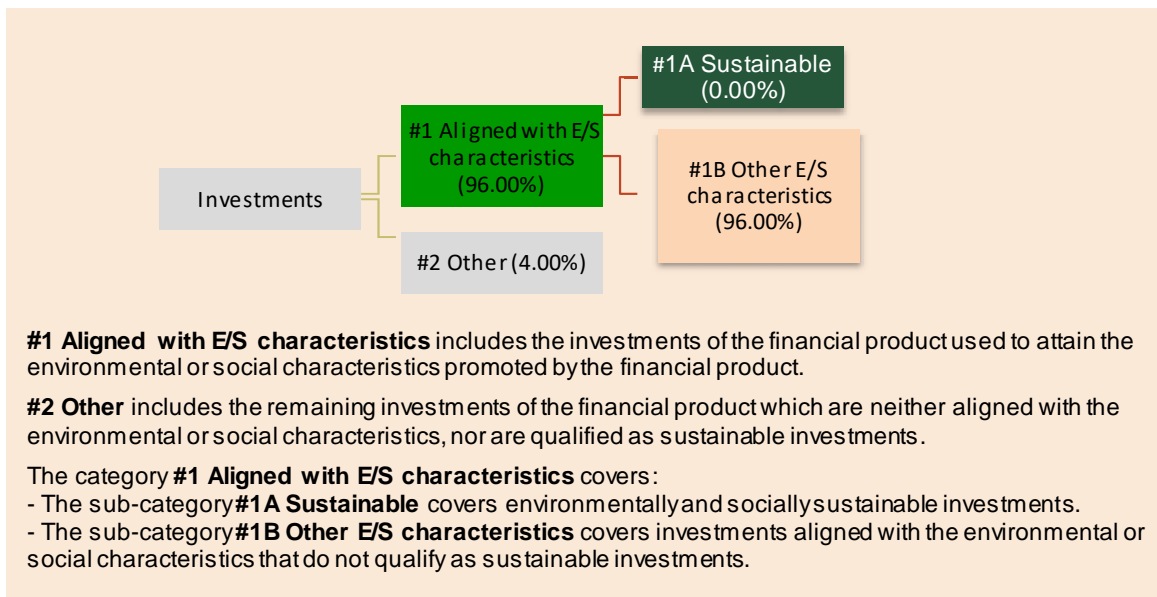 #1A Sustainable
(0.00%)
#1 Aligned with E/S
characteristics
(96.00%)
#1B Other E/S
characteristics
(96.00%)
Investments
#2 Other (4.00%)
#1 Aligned with E/S characteristics includes the investments of the financial product used to attain the
environmental or social characteristics promoted by the financial product.
#2 Other includes the remaining investments of the financial product which are neither aligned with the
environmental or social characteristics, nor are qualified as sustainable investments.
The category #1 Aligned with E/S characteristics covers:
- The sub-category #1A Sustainable covers environmentally and socially sustainable investments.
- The sub-category #1B Other E/S characteristics covers investments aligned with the environmental or
social characteristics that do not qualify as sustainable investments.